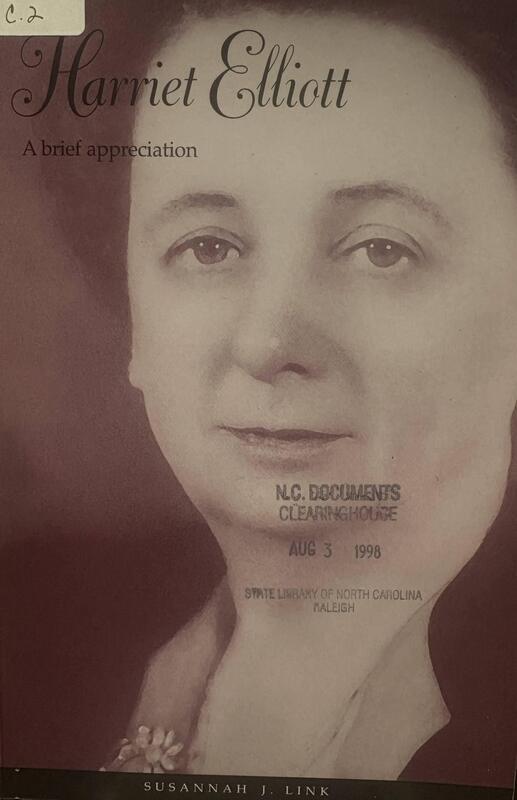 C.2
Harriet Elliott
A brief appreciation
N.C. DOCUMENTS
CLEARINGHOUSE
AUG 3 1998
STATE LIBRARY OF NORTH CAROLINA
RALEIGH
SUSANNAH J. LINK